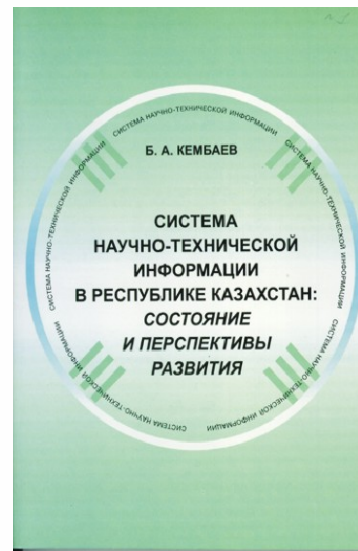 Б. А. КЕМБАЕВ
СИСТЕМА
НАУЧНО-ТЕХНИЧЕСКОЙ
ИНФОРМАЦИИ
В РЕСПУБЛИКЕ КАЗАХСТАН:
СОСТОЯНИЕ
И ПЕРСПЕКТИВЫ
РАЗВИТИЯ
СИСТЕМА НАУЧНО-ТЕХНИЧЕСКОЙ ИНФОРМАЦИИ
СИСТЕМА НАУЧНО-ТЕХНИЧЕСКОЙ ИНФОРМАЦИИ
СИСТЕМА НАУЧНО-ТЕХНИЧЕСКОЙ ИНФОРМАЦИИ
СИСТЕМА НАУЧНО-ТЕХНИЧЕСКОЙ ИНФОРМАЦИИ